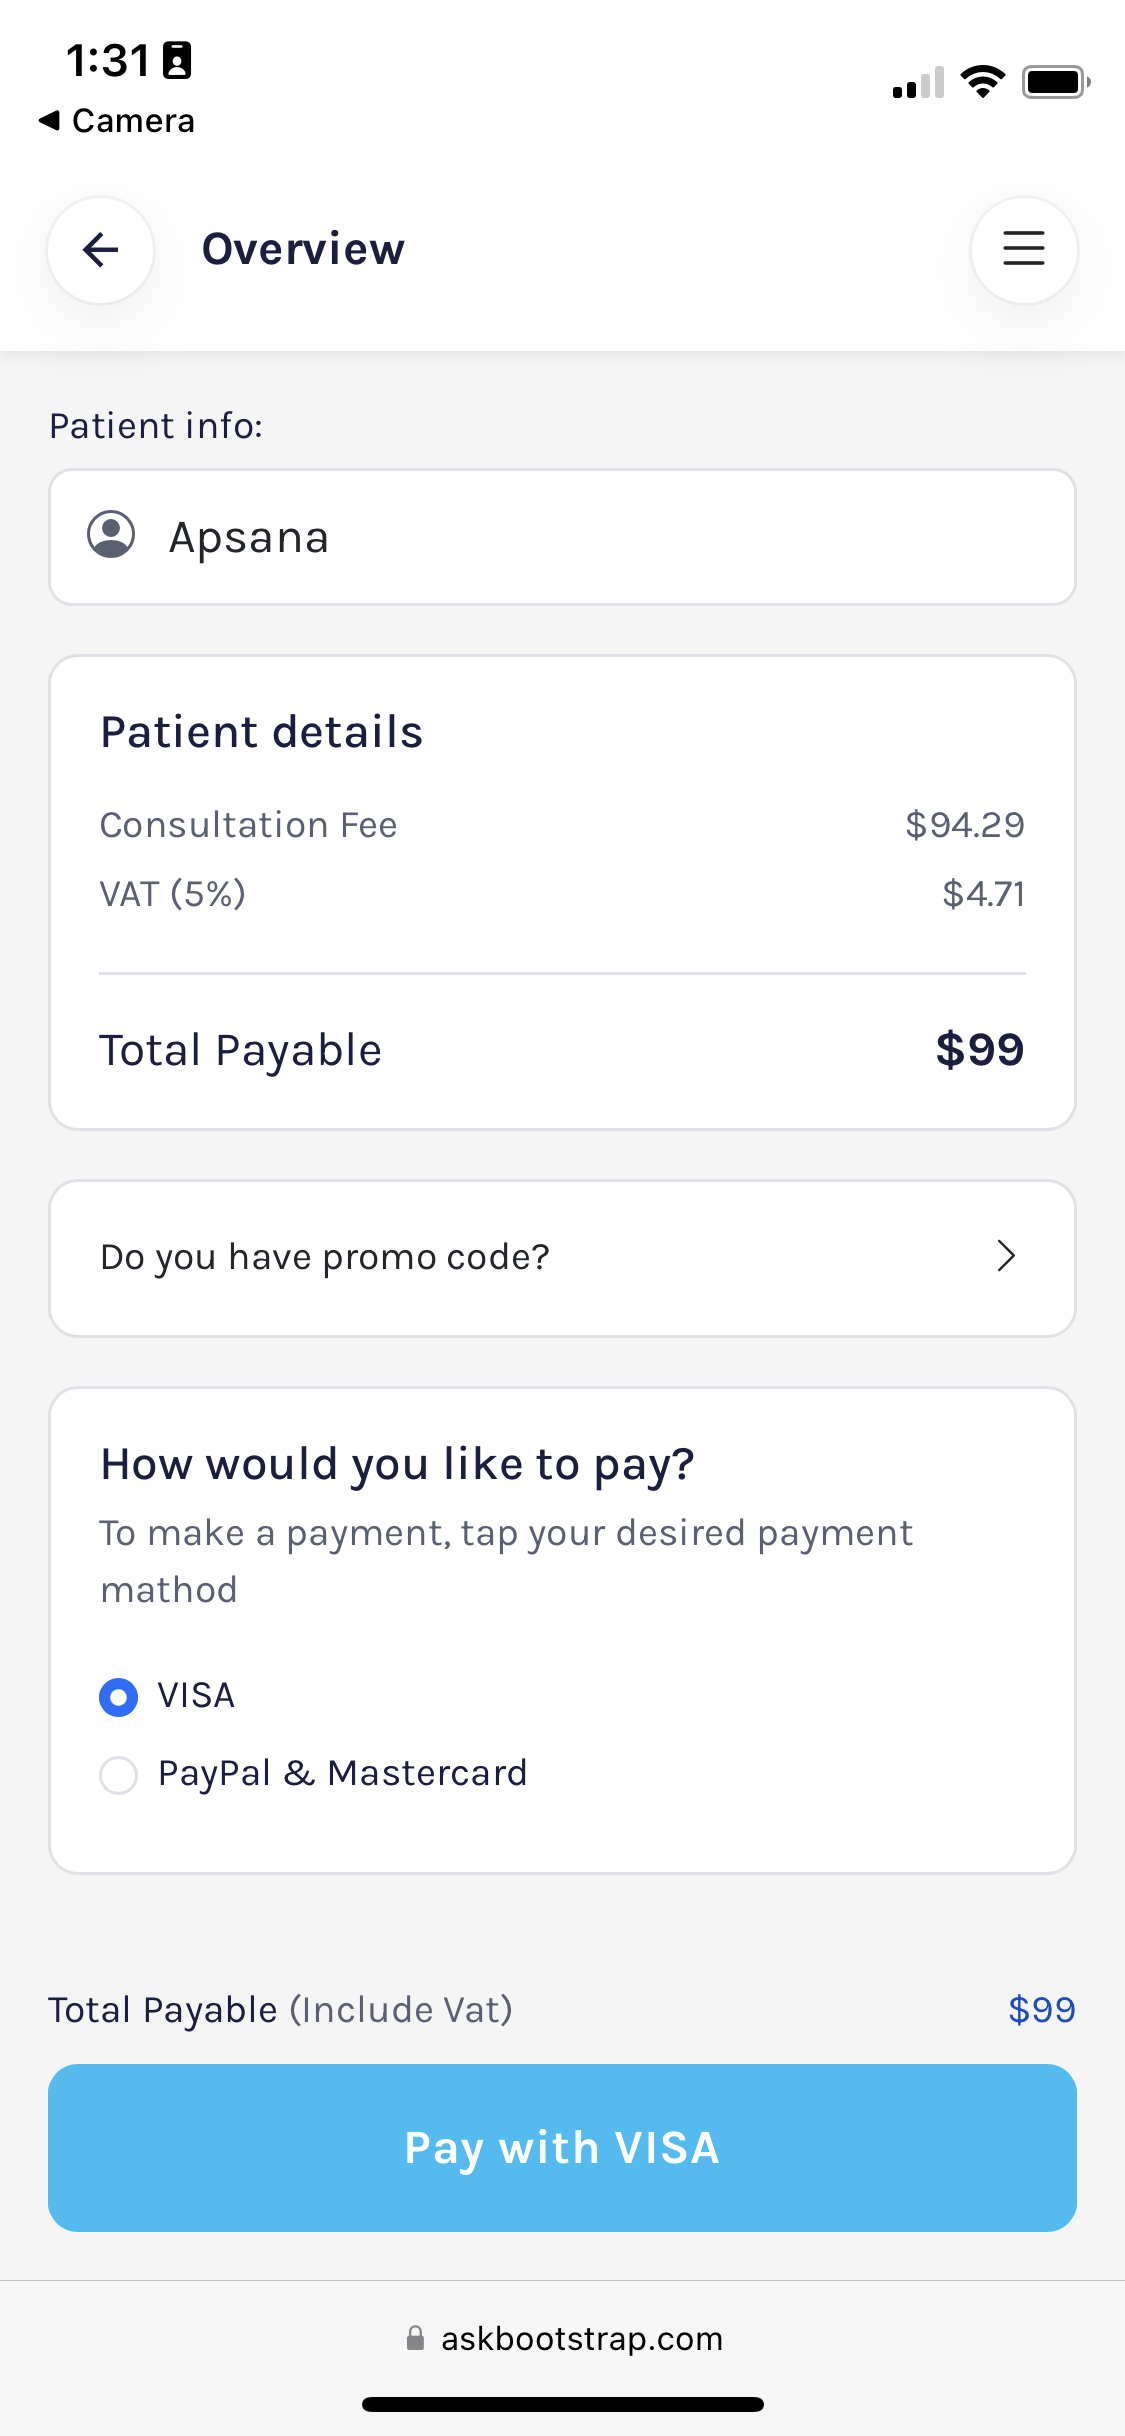 1:31
Camera
Overview
Patient info:
Apsana
Patient details
Consultation Fee $94.29
VAT (5%) $4.71
Total Payable $99
Do you have promo code?
How would you like to pay?
To make a payment, tap your desired payment
mathod
VISA
PayPal & Mastercard
Total Payable (Include Vat) $99
Pay with VISA
askbootstrap.com